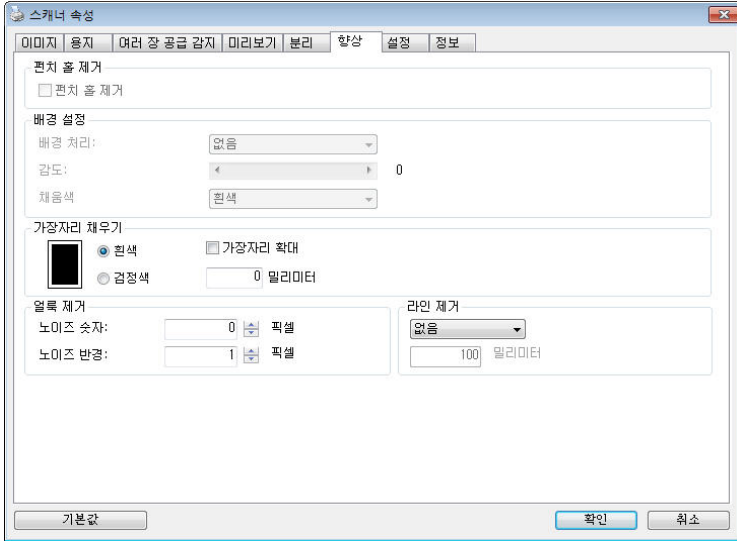 스캐너 속성
이미지 용지 여러 장 공급 감지 미리보기 분리 향상 설정 정보
펀치 홀 제거
펀치 홀 제거
배경 설정
배경 처리: 없음
감도: 0
채움색 흰색
가장자리 채우기
흰색 가장자리 확대
검정색 0 밀리미터
얼룩 제거
노이즈 숫자: 0 픽셀
노이즈 반경: 1 픽셀
라인 제거
없음
100 밀리미터
기본값 확인 취소